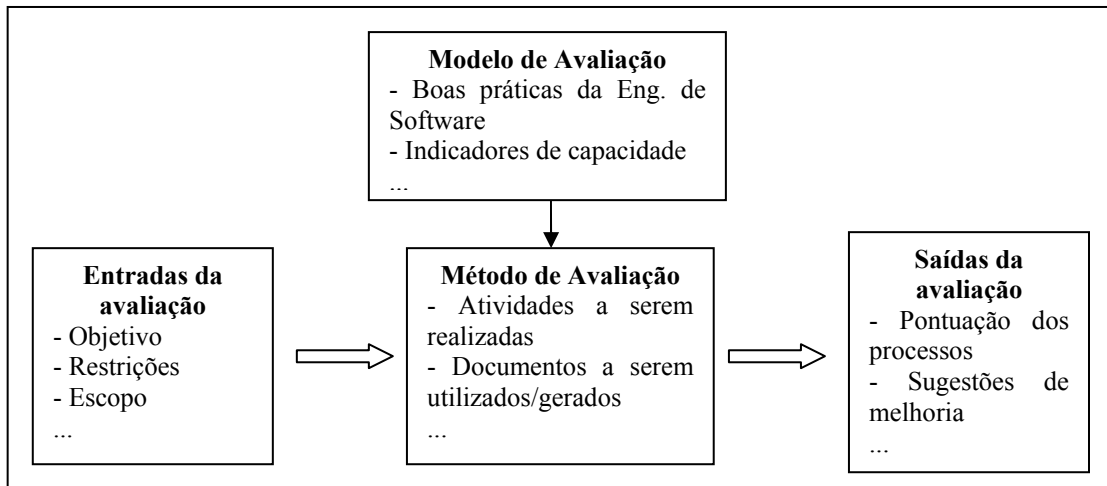 Modelo de Avaliação
- Boas práticas da Eng. de
Software
- Indicadores de capacidade
...
Entradas da
avaliação
- Objetivo
- Restrições
- Escopo
...
Método de Avaliação
- Atividades a serem
realizadas
- Documentos a serem
utilizados/gerados
...
Saídas da
avaliação
- Pontuação dos
processos
- Sugestões de
melhoria
...